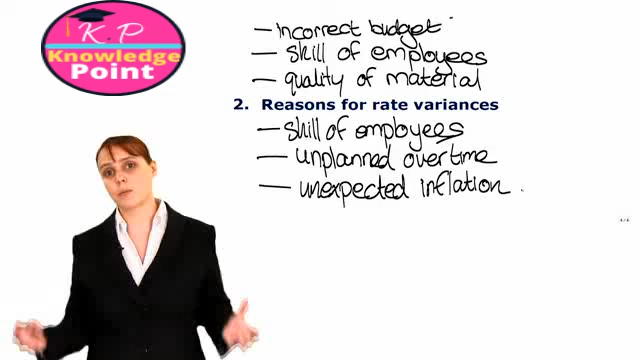 K.P
Knowledge
Point
– incorrect budget
– skill of employees
– quality of material
2. Reasons for rate variances
– skill of employees
– unplanned overtime
– unexpected inflation.